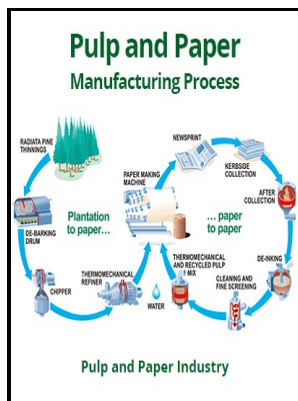 Pulp and Paper
Manufacturing Process
RADIATA PINE
THINNINGS
NEWSPRINT
KERBSIDE
COLLECTION
PAPER MAKING
MACHINE
AFTER
COLLECTION
Plantation
to paper...
... paper
to paper
DE-BARKING
DRUM
CHIPPER
THERMOMECHANICAL
REFINER
WATER
THERMOMECHANICAL
AND RECYCLED PULP
MIX
CLEANING AND
FINE SCREENING
DE-INKING
Pulp and Paper Industry